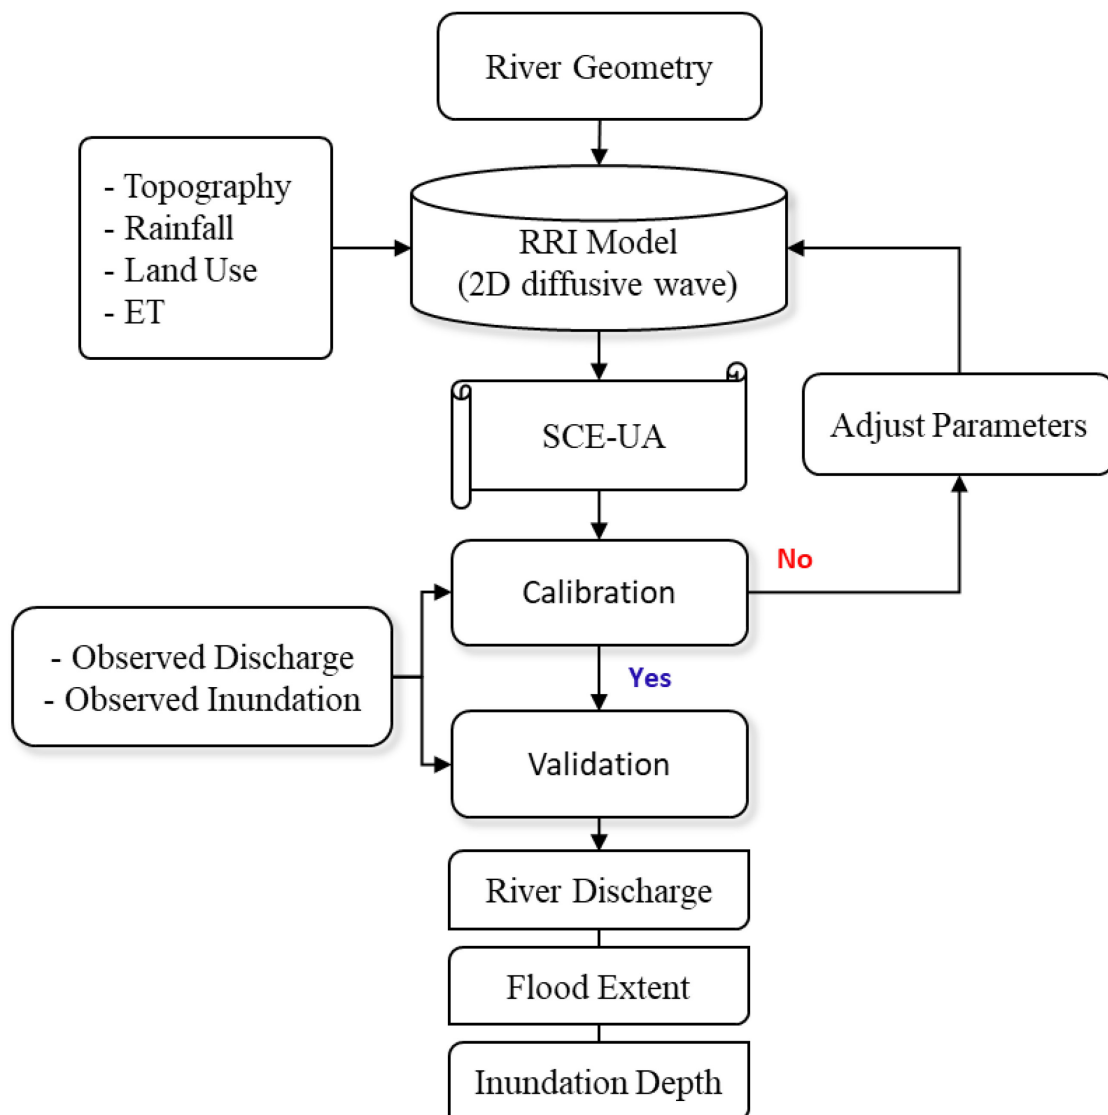 River Geometry
- Topography
- Rainfall
- Land Use
- ET
RRI Model
(2D diffusive wave)
SCE-UA
Adjust Parameters
Calibration
No
- Observed Discharge
- Observed Inundation
Yes
Validation
River Discharge
Flood Extent
Inundation Depth